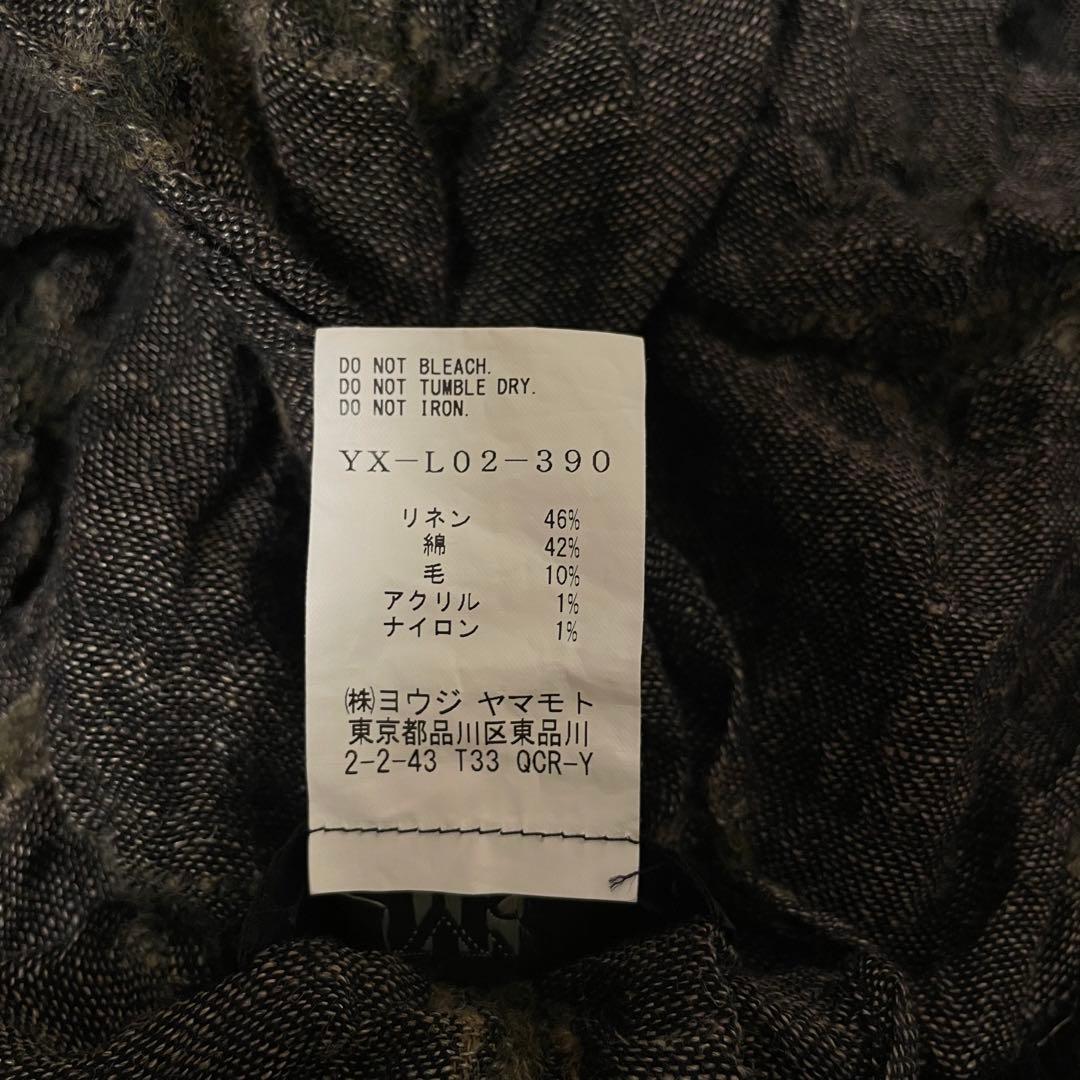 DO NOT BLEACH.
DO NOT TUMBLE DRY.
DO NOT IRON.
YX-L02-390
リネン 46%
綿 42%
毛 10%
アクリル 1%
ナイロン 1%
㈱ヨウジ ヤマモト
東京都品川区東品川
2-2-43 T33 QCR-Y